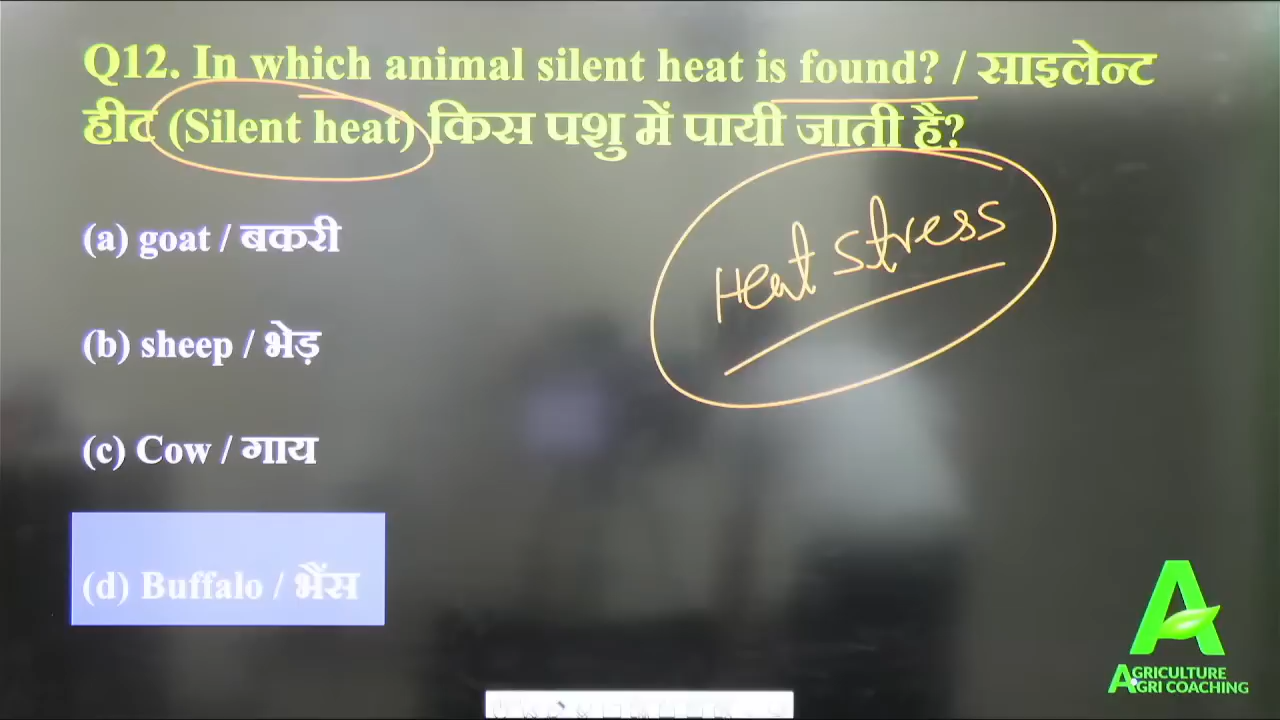 Q12. In which animal silent heat is found? / साइलेन्ट
हीट (Silent heat) किस पशु में पायी जाती है?
Heat stress
(a) goat / बकरी
(b) sheep / भेड़
(c) Cow / गाय
(d) Buffalo / भैंस
AGRICULTURE
AGRI COACHING